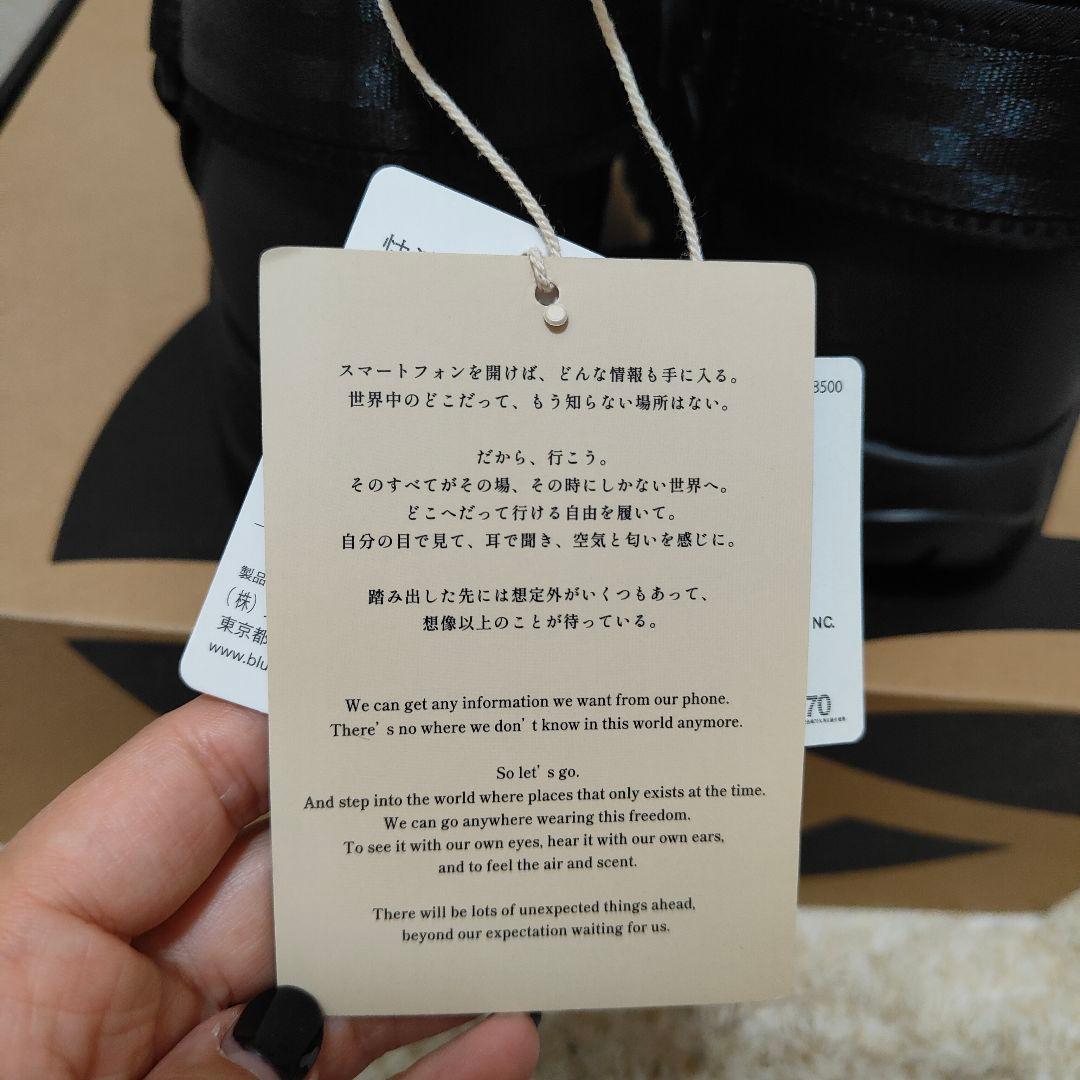 スマートフォンを開けば、どんな情報も手に入る。
世界中のどこだって、もう知らない場所はない。
だから、行こう。
そのすべてがその場、その時にしかない世界へ。
どこへだって行ける自由を履いて。
自分の目で見て、耳で聞き、空気と匂いを感じに。
踏み出した先には想定外がいくつもあって、
想像以上のことが待っている。
We can get any information we want from our phone.
There’s no where we don’t know in this world anymore.
So let’s go.
And step into the world where places that only exists at the time.
We can go anywhere wearing this freedom.
To see it with our own eyes, hear it with our own ears,
and to feel the air and scent.
There will be lots of unexpected things ahead,
beyond our expectation waiting for us.
製品
（株）
東京都
www.blu
3500
NC.
70